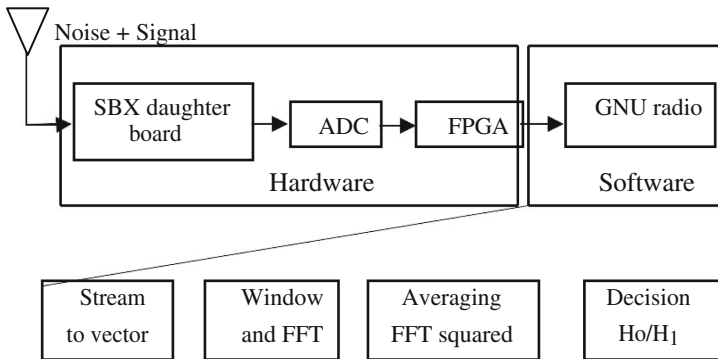 Noise + Signal
SBX daughter
board
ADC
FPGA
GNU radio
Hardware
Software
Stream
to vector
Window
and FFT
Averaging
FFT squared
Decision
Ho/H1